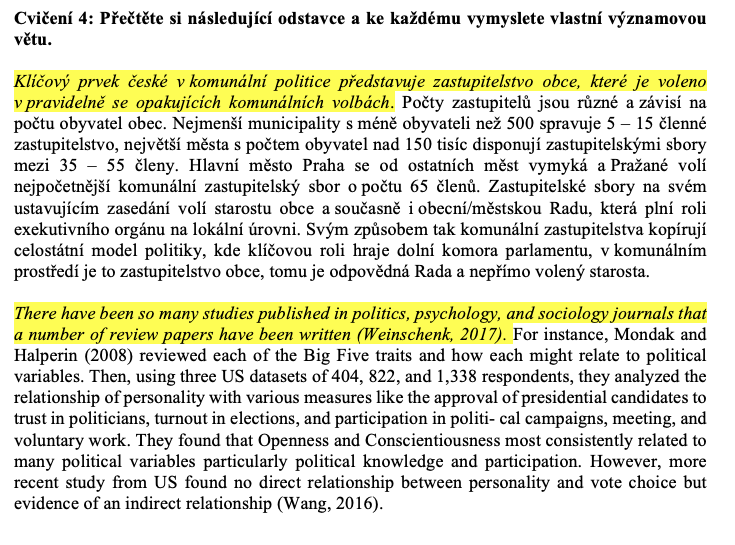 Cvičení 4: Přečtěte si následující odstavce a ke každému vymyslete vlastní významovou
větu.
Klíčový prvek české v komunální politice představuje zastupitelstvo obce, které je voleno
v pravidelně se opakujících komunálních volbách. Počty zastupitelů jsou různé a závisí na
počtu obyvatel obec. Nejmenší municipality s méně obyvateli než 500 spravuje 5 – 15 členné
zastupitelstvo, největší města s počtem obyvatel nad 150 tisíc disponují zastupitelskými sbory
mezi 35 – 55 členy. Hlavní město Praha se od ostatních měst vymyká a Pražané volí
nejpočetnější komunální zastupitelský sbor o počtu 65 členů. Zastupitelské sbory na svém
ustavujícím zasedání volí starostu obce a současně i obecní/městskou Radu, která plní roli
exekutivního orgánu na lokální úrovni. Svým způsobem tak komunální zastupitelstva kopírují
celostátní model politiky, kde klíčovou roli hraje dolní komora parlamentu, v komunálním
prostředí je to zastupitelstvo obce, tomu je odpovědná Rada a nepřímo volený starosta.
There have been so many studies published in politics, psychology, and sociology journals that
a number of review papers have been written (Weinschenk, 2017). For instance, Mondak and
Halperin (2008) reviewed each of the Big Five traits and how each might relate to political
variables. Then, using three US datasets of 404, 822, and 1,338 respondents, they analyzed the
relationship of personality with various measures like the approval of presidential candidates to
trust in politicians, turnout in elections, and participation in politi- cal campaigns, meeting, and
voluntary work. They found that Openness and Conscientiousness most consistently related to
many political variables particularly political knowledge and participation. However, more
recent study from US found no direct relationship between personality and vote choice but
evidence of an indirect relationship (Wang, 2016).